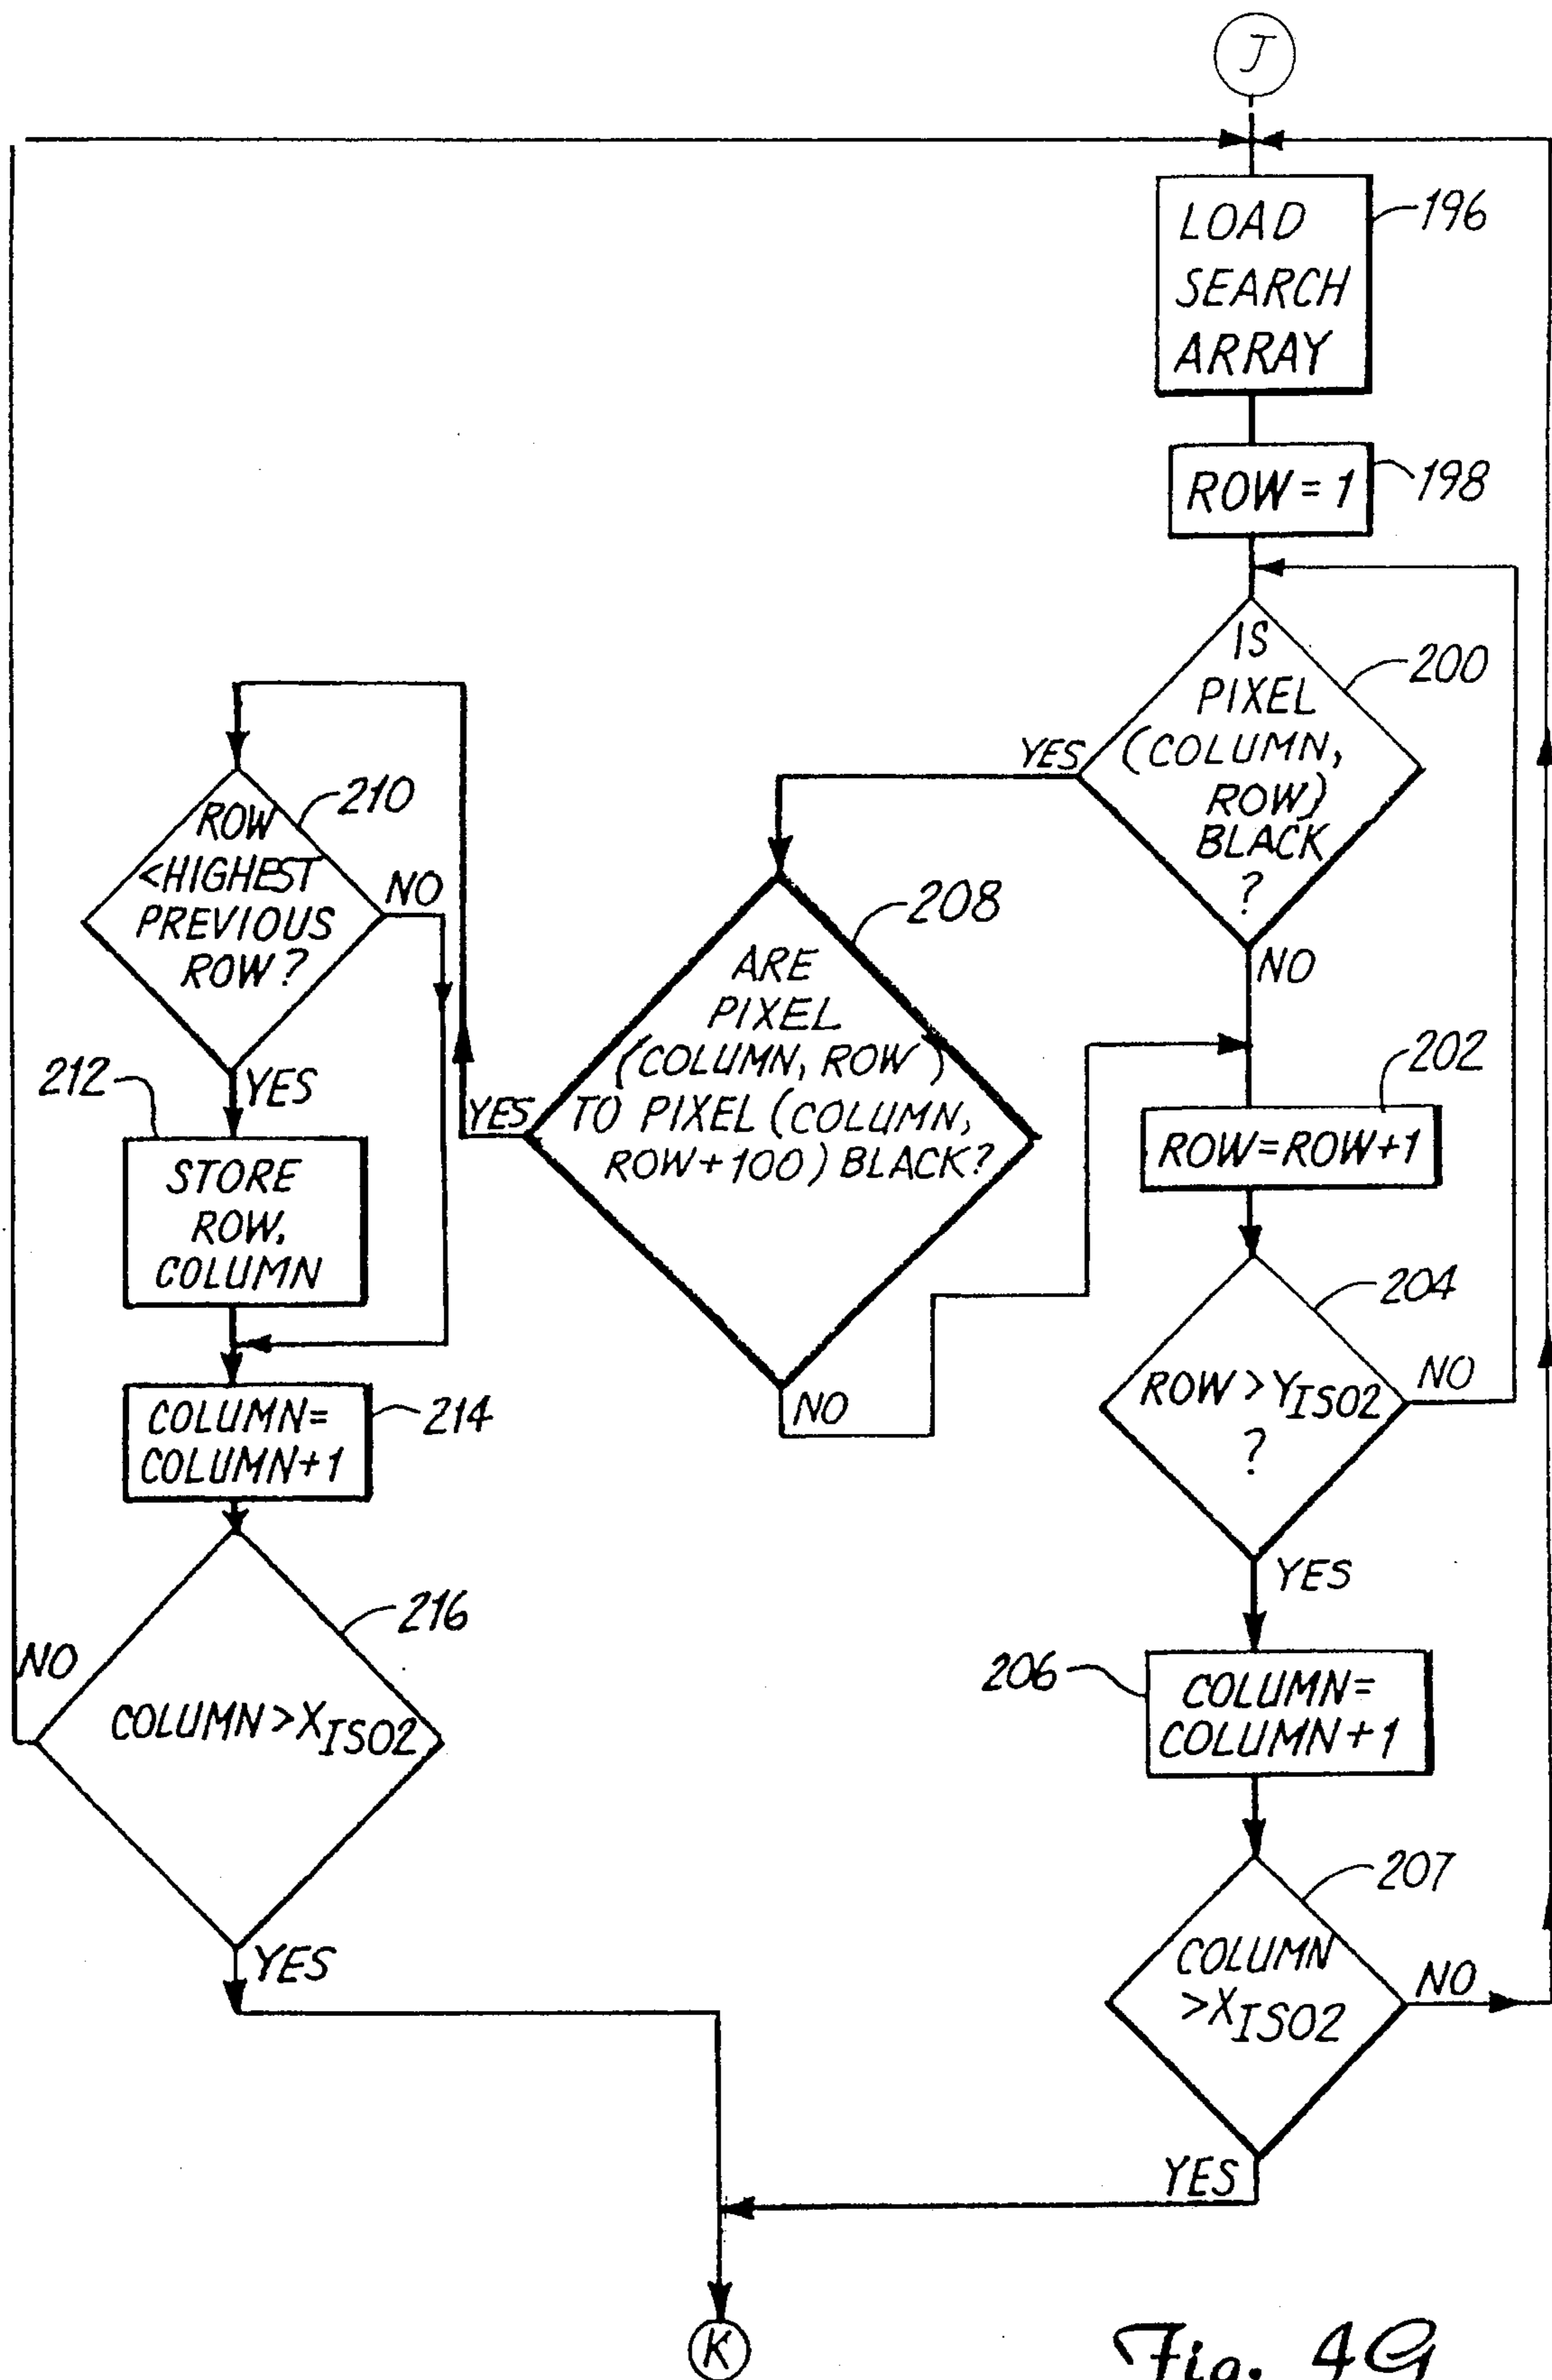 J
LOAD
SEARCH
ARRAY
196
ROW = 1
198
IS
PIXEL
(COLUMN,
ROW)
BLACK
?
200
YES
NO
ROW
<HIGHEST
PREVIOUS
ROW?
210
NO
YES
ARE
PIXEL
(COLUMN, ROW)
TO PIXEL (COLUMN,
ROW+100) BLACK?
208
YES
NO
202
ROW=ROW+1
212
STORE
ROW,
COLUMN
204
ROW>YISO2
?
NO
YES
COLUMN=
COLUMN+1
214
216
COLUMN>XISO2
NO
YES
206
COLUMN=
COLUMN+1
207
COLUMN
>XISO2
NO
YES
K
Fig. 4G